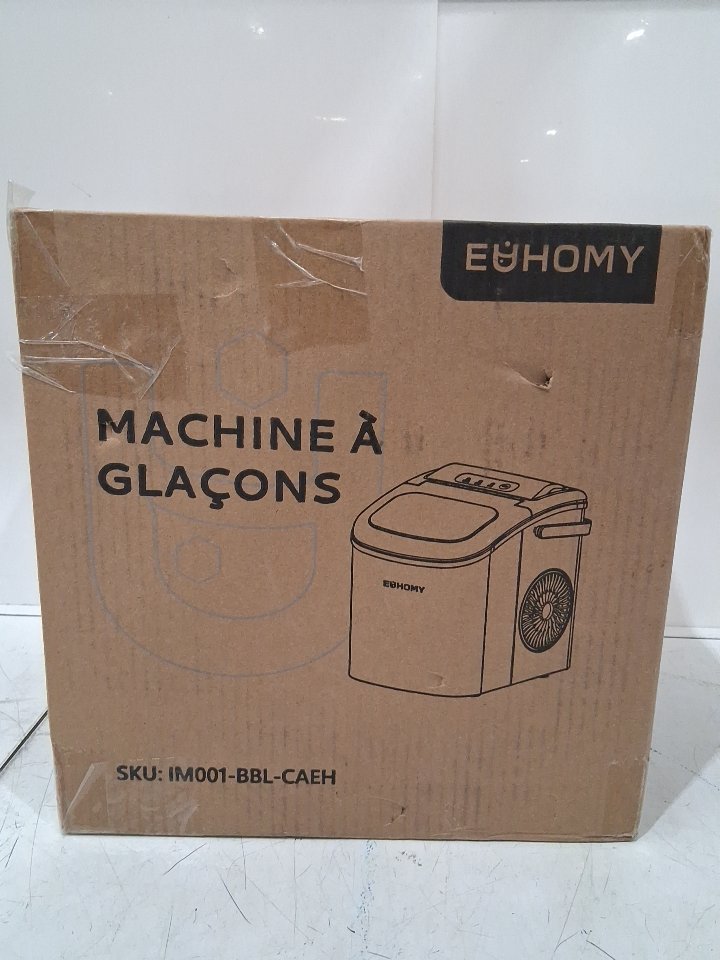 EUHOMY
MACHINE À
GLAÇONS
EUHOMY
SKU: IM001-BBL-CAEH